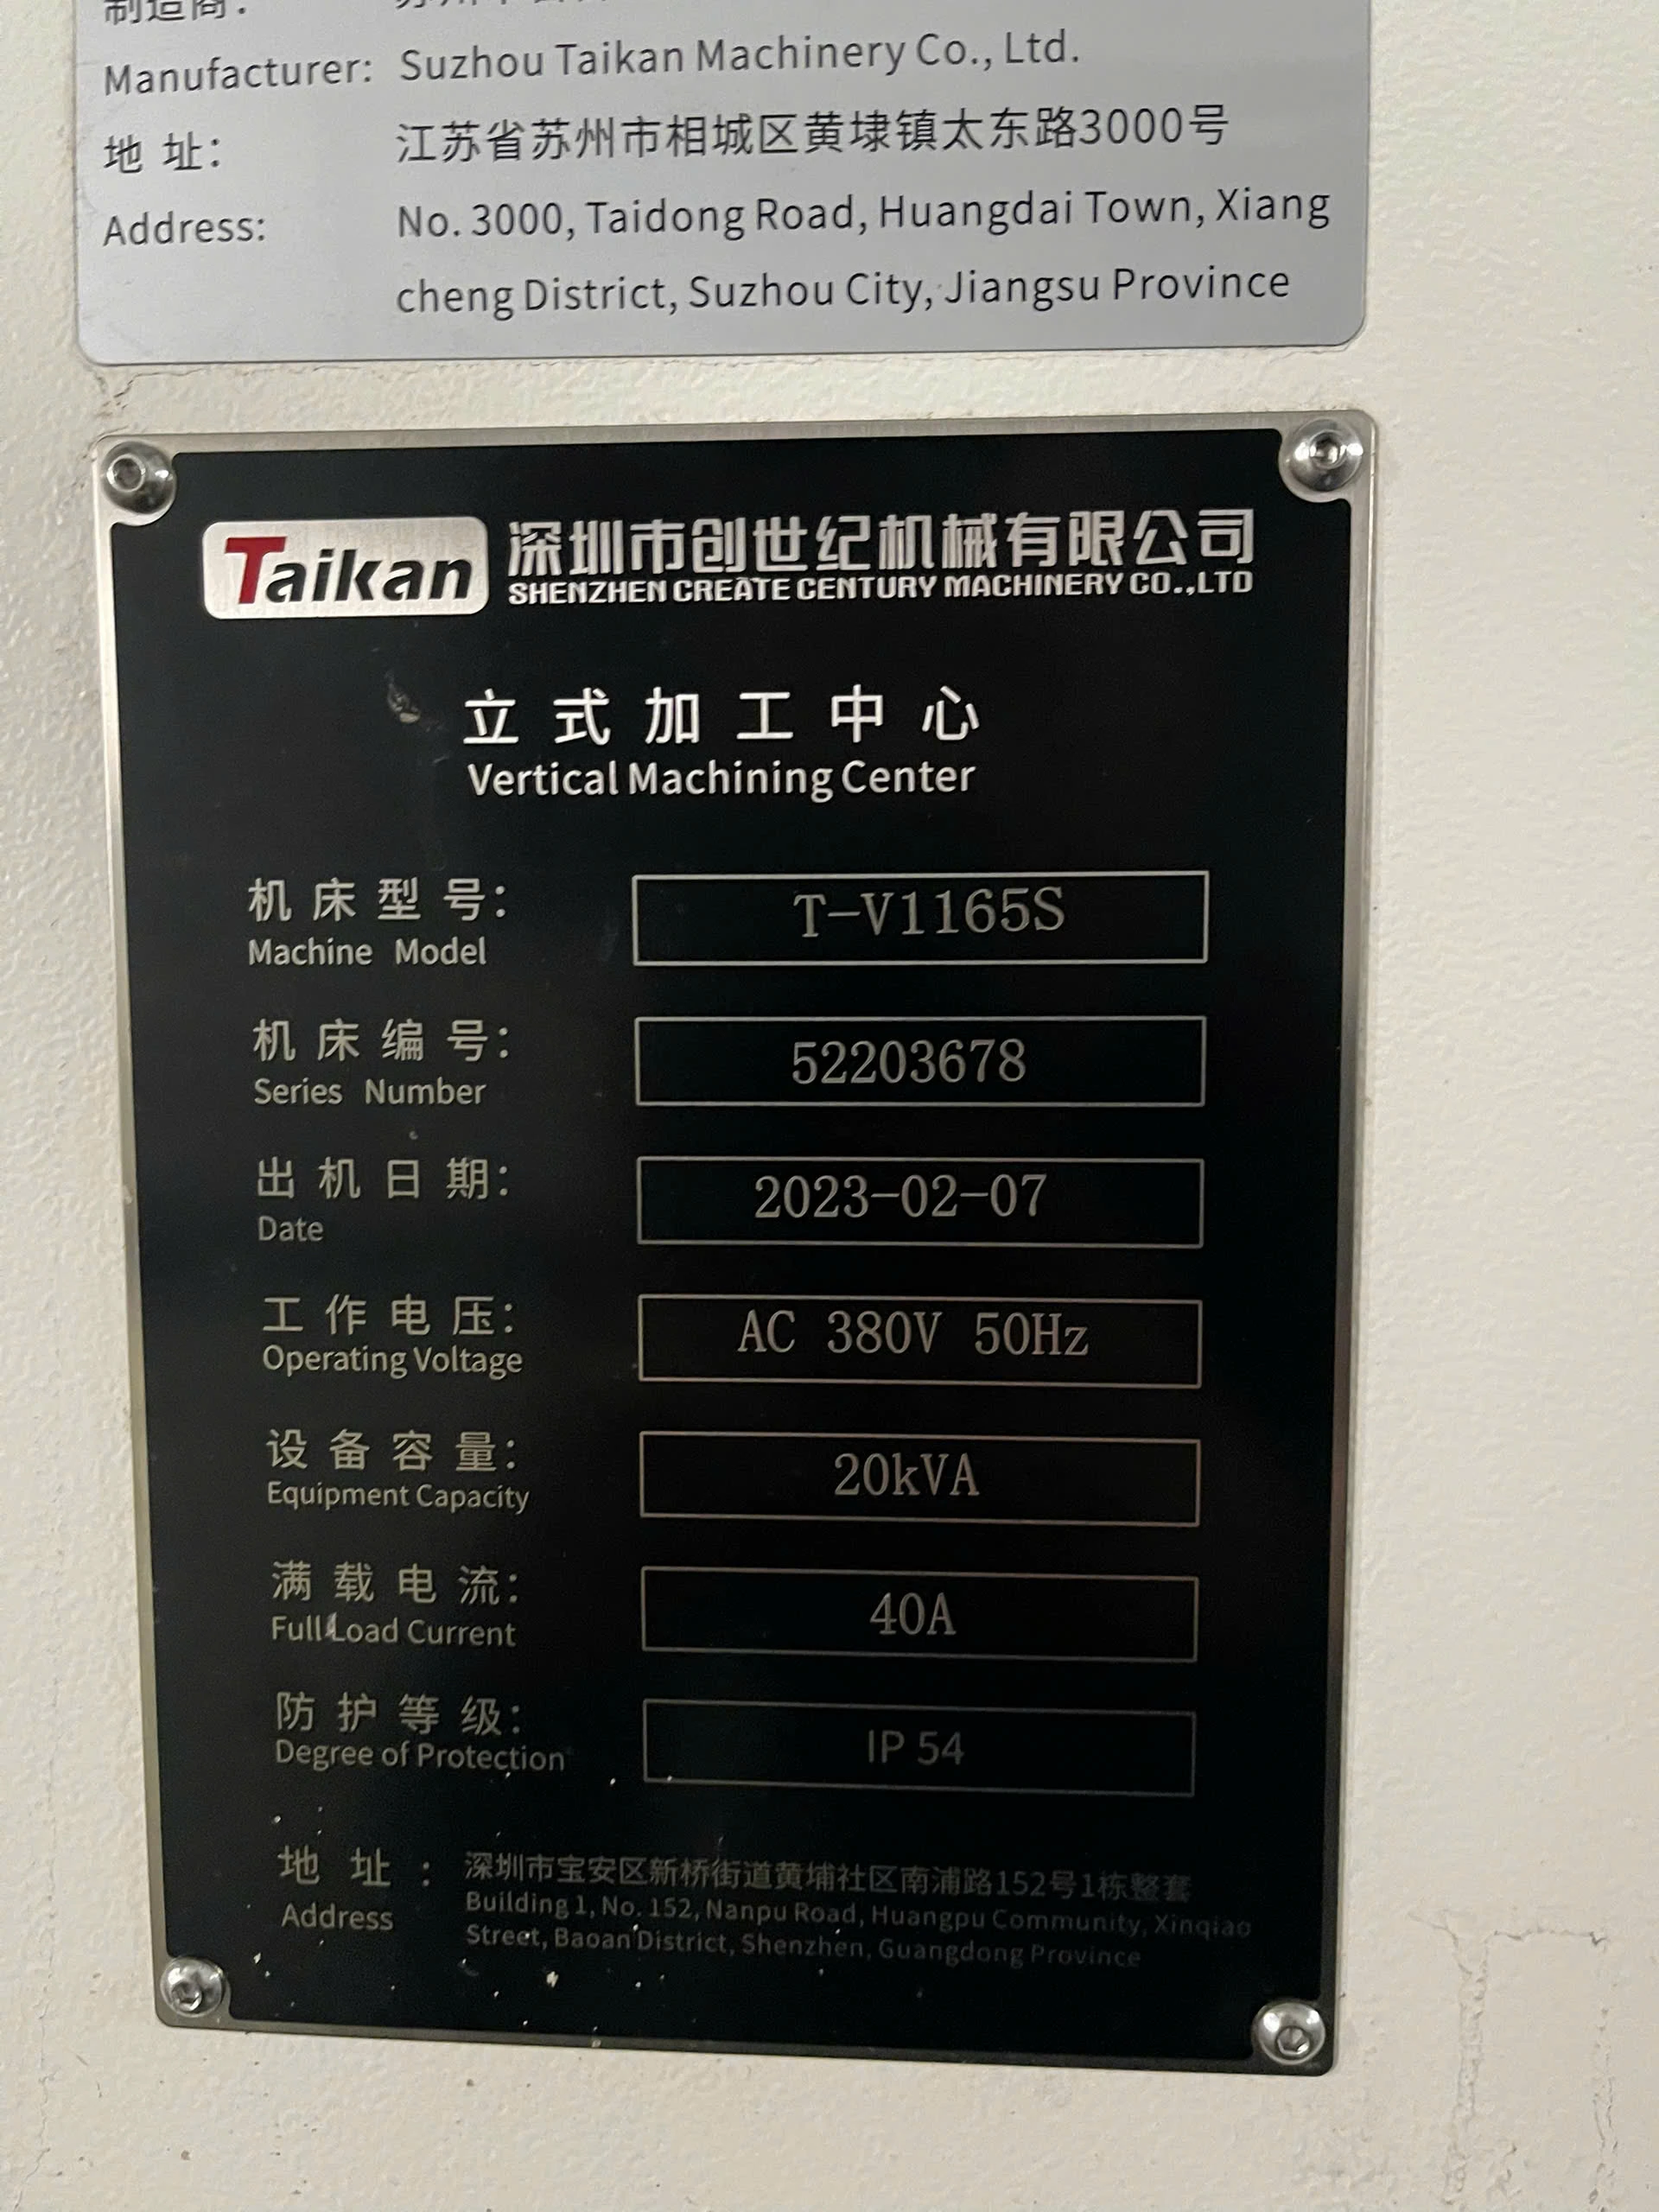 制造商：
Manufacturer: Suzhou Taikan Machinery Co., Ltd.
地 址： 江苏省苏州市相城区黄埭镇太东路3000号
Address: No. 3000, Taidong Road, Huangdai Town, Xiang
cheng District, Suzhou City, Jiangsu Province
Taikan 深圳市创世纪机械有限公司
SHENZHEN CREATE CENTURY MACHINERY CO.,LTD
立式加工中心
Vertical Machining Center
机床型号： T-V1165S
Machine Model
机床编号： 52203678
Series Number
出机日期： 2023-02-07
Date
工作电压： AC 380V 50Hz
Operating Voltage
设备容量： 20kVA
Equipment Capacity
满载电流： 40A
Full Load Current
防护等级： IP 54
Degree of Protection
地 址： 深圳市宝安区新桥街道黄埔社区南浦路152号1栋整套
Address Building 1, No. 152, Nanpu Road, Huangpu Community, Xinqiao
Street, Baoan District, Shenzhen, Guangdong Province